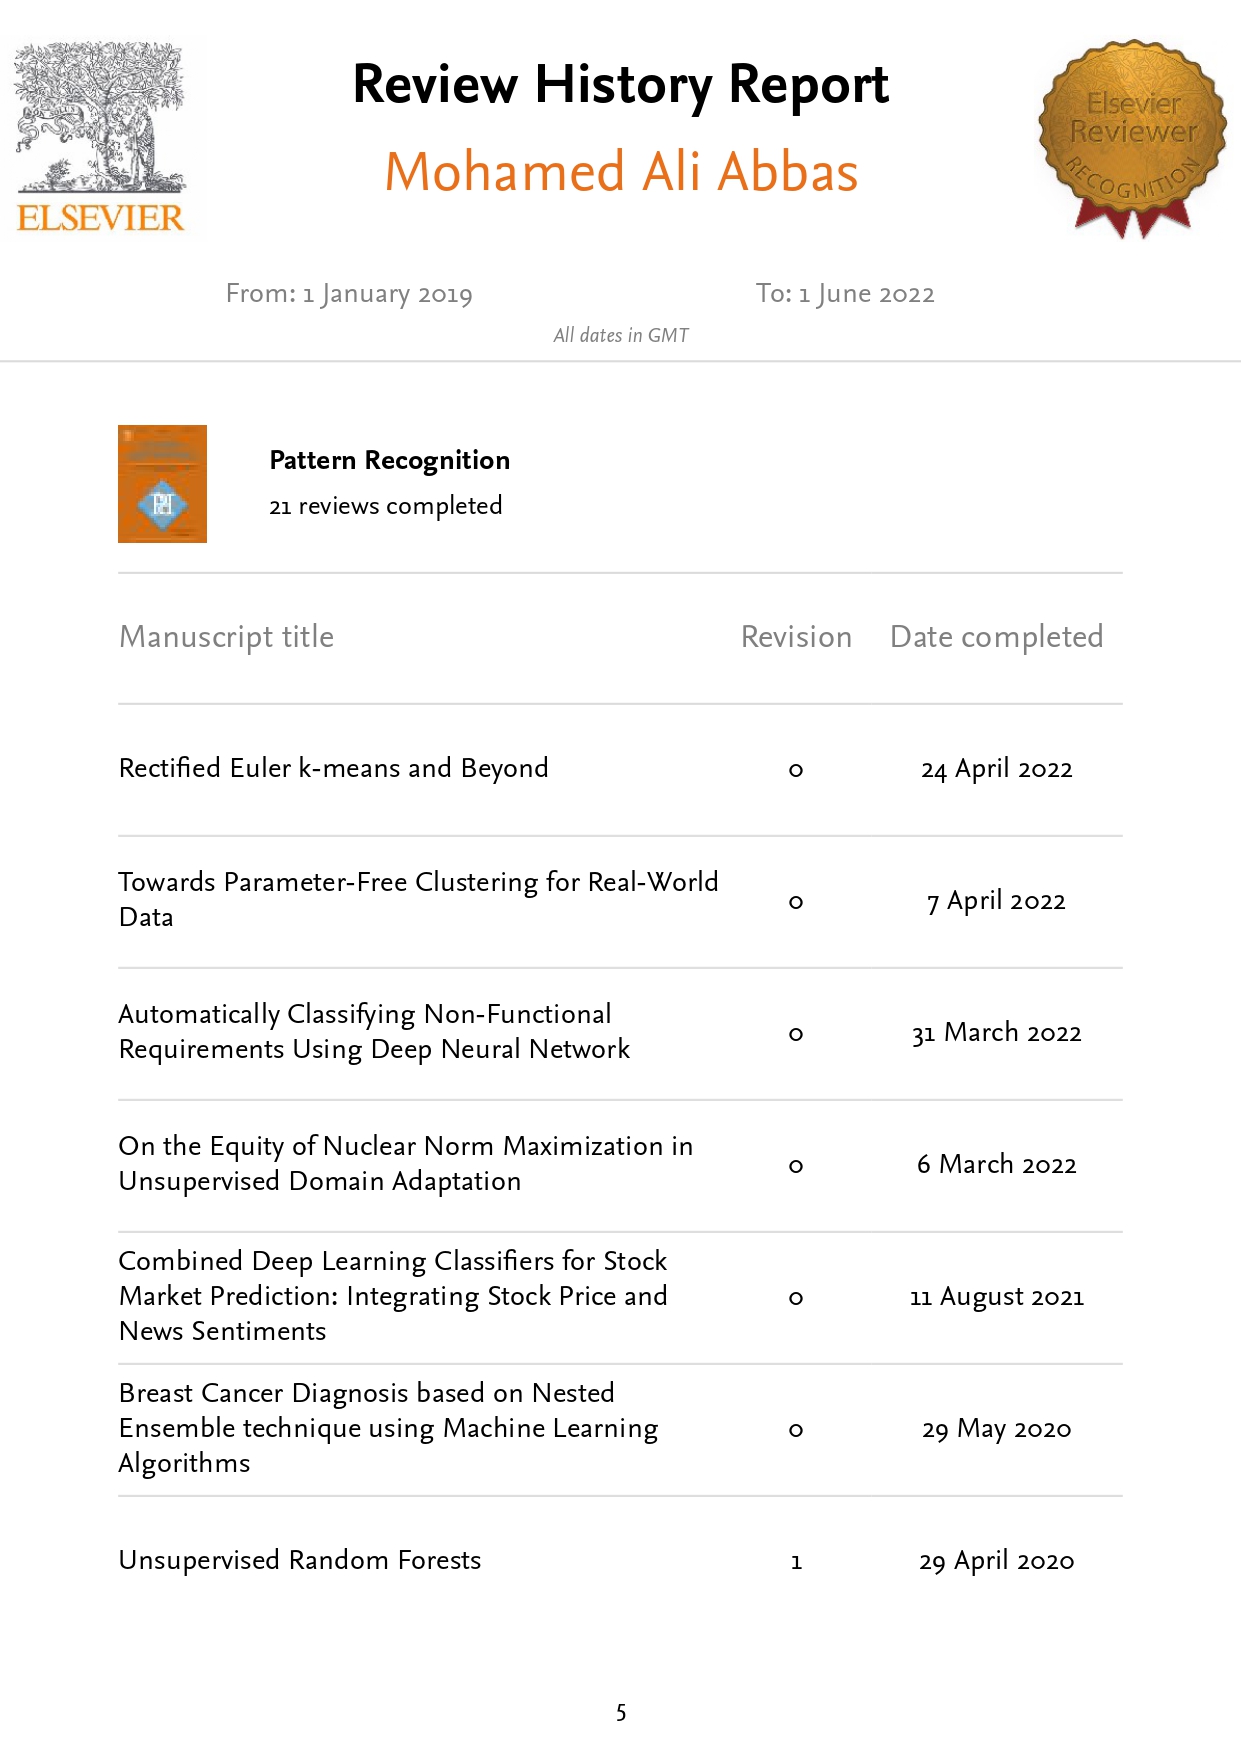 ELSEVIER
Review History Report
Mohamed Ali Abbas
Elsevier
Reviewer
RECOGNITION
From: 1 January 2019
To: 1 June 2022
All dates in GMT
Pattern Recognition
21 reviews completed
Manuscript title Revision Date completed
Rectified Euler k-means and Beyond 0 24 April 2022
Towards Parameter-Free Clustering for Real-World
Data
0 7 April 2022
Automatically Classifying Non-Functional
Requirements Using Deep Neural Network
0 31 March 2022
On the Equity of Nuclear Norm Maximization in
Unsupervised Domain Adaptation
0 6 March 2022
Combined Deep Learning Classifiers for Stock
Market Prediction: Integrating Stock Price and
News Sentiments
0 11 August 2021
Breast Cancer Diagnosis based on Nested
Ensemble technique using Machine Learning
Algorithms
0 29 May 2020
Unsupervised Random Forests 1 29 April 2020
5